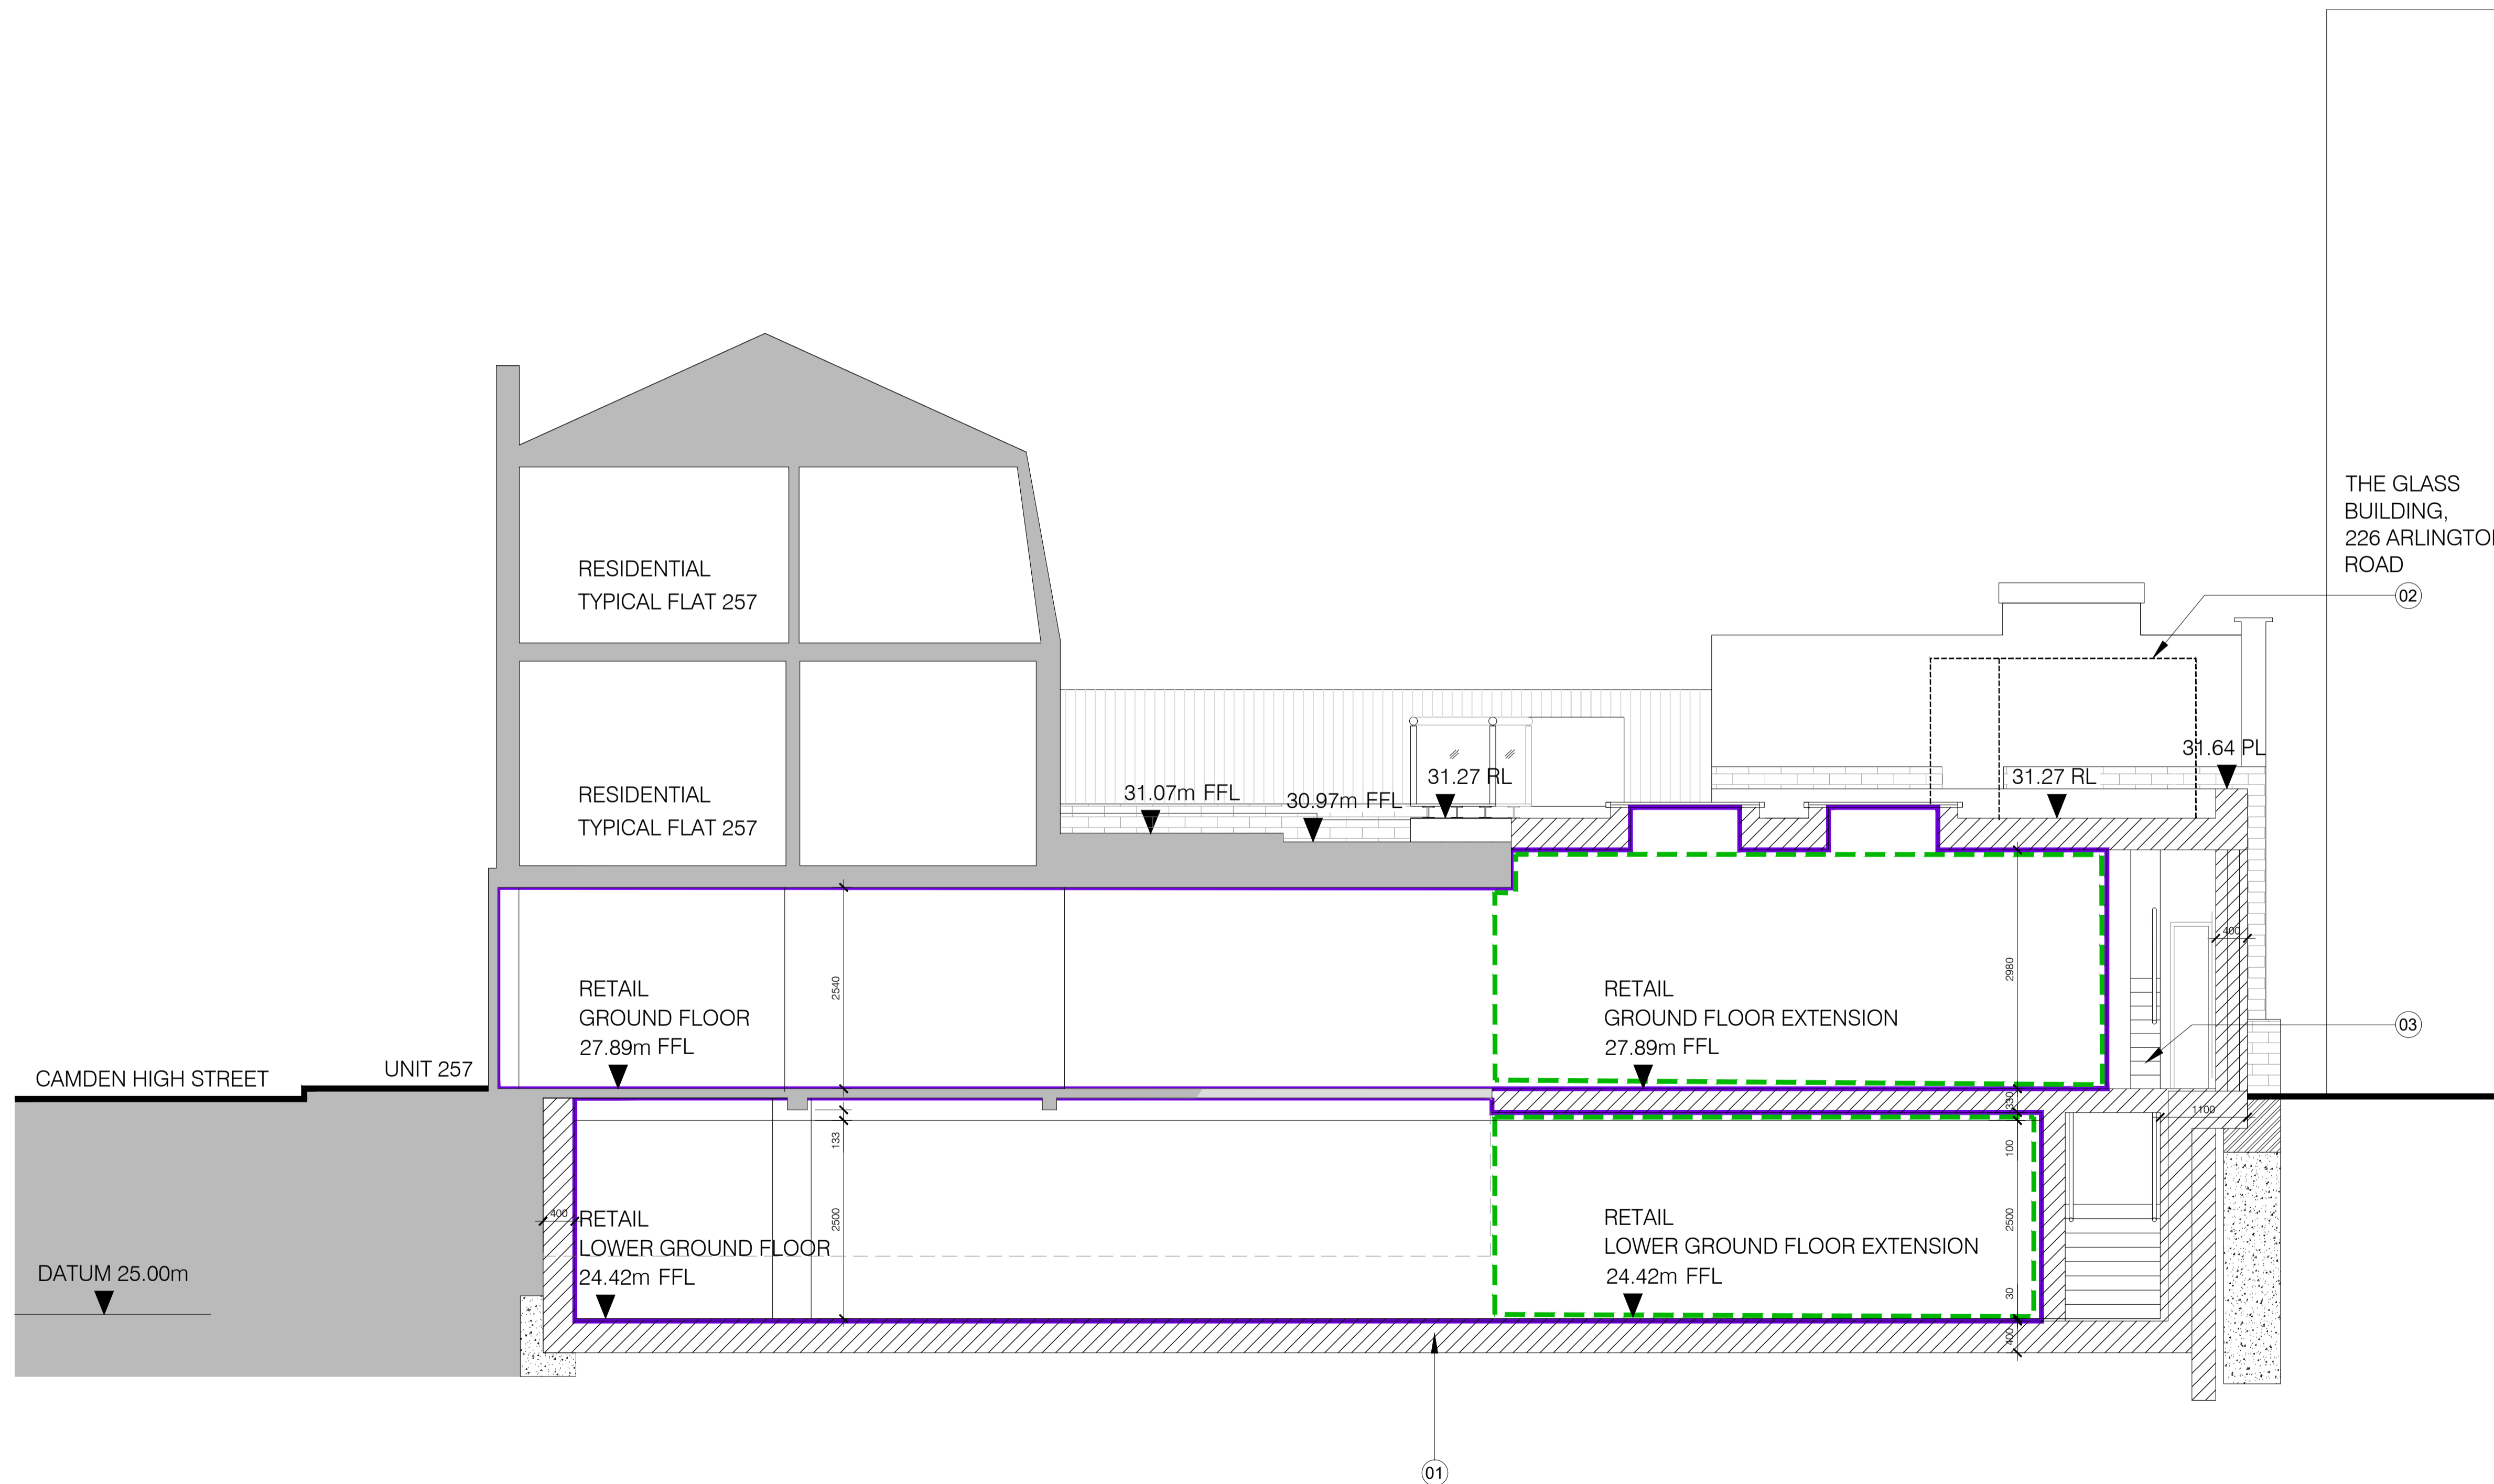 THE GLASS
BUILDING,
226 ARLINGTON
ROAD
02
RESIDENTIAL
TYPICAL FLAT 257
RESIDENTIAL
TYPICAL FLAT 257
31.07m FFL
30.97m FFL
31.27 RL
31.27 RL
31.64 PL
2540
2980
400
RETAIL
GROUND FLOOR
27.89m FFL
RETAIL
GROUND FLOOR EXTENSION
27.89m FFL
03
CAMDEN HIGH STREET
UNIT 257
330
1100
133
100
400
2500
2500
RETAIL
LOWER GROUND FLOOR
24.42m FFL
RETAIL
LOWER GROUND FLOOR EXTENSION
24.42m FFL
DATUM 25.00m
30
400
01